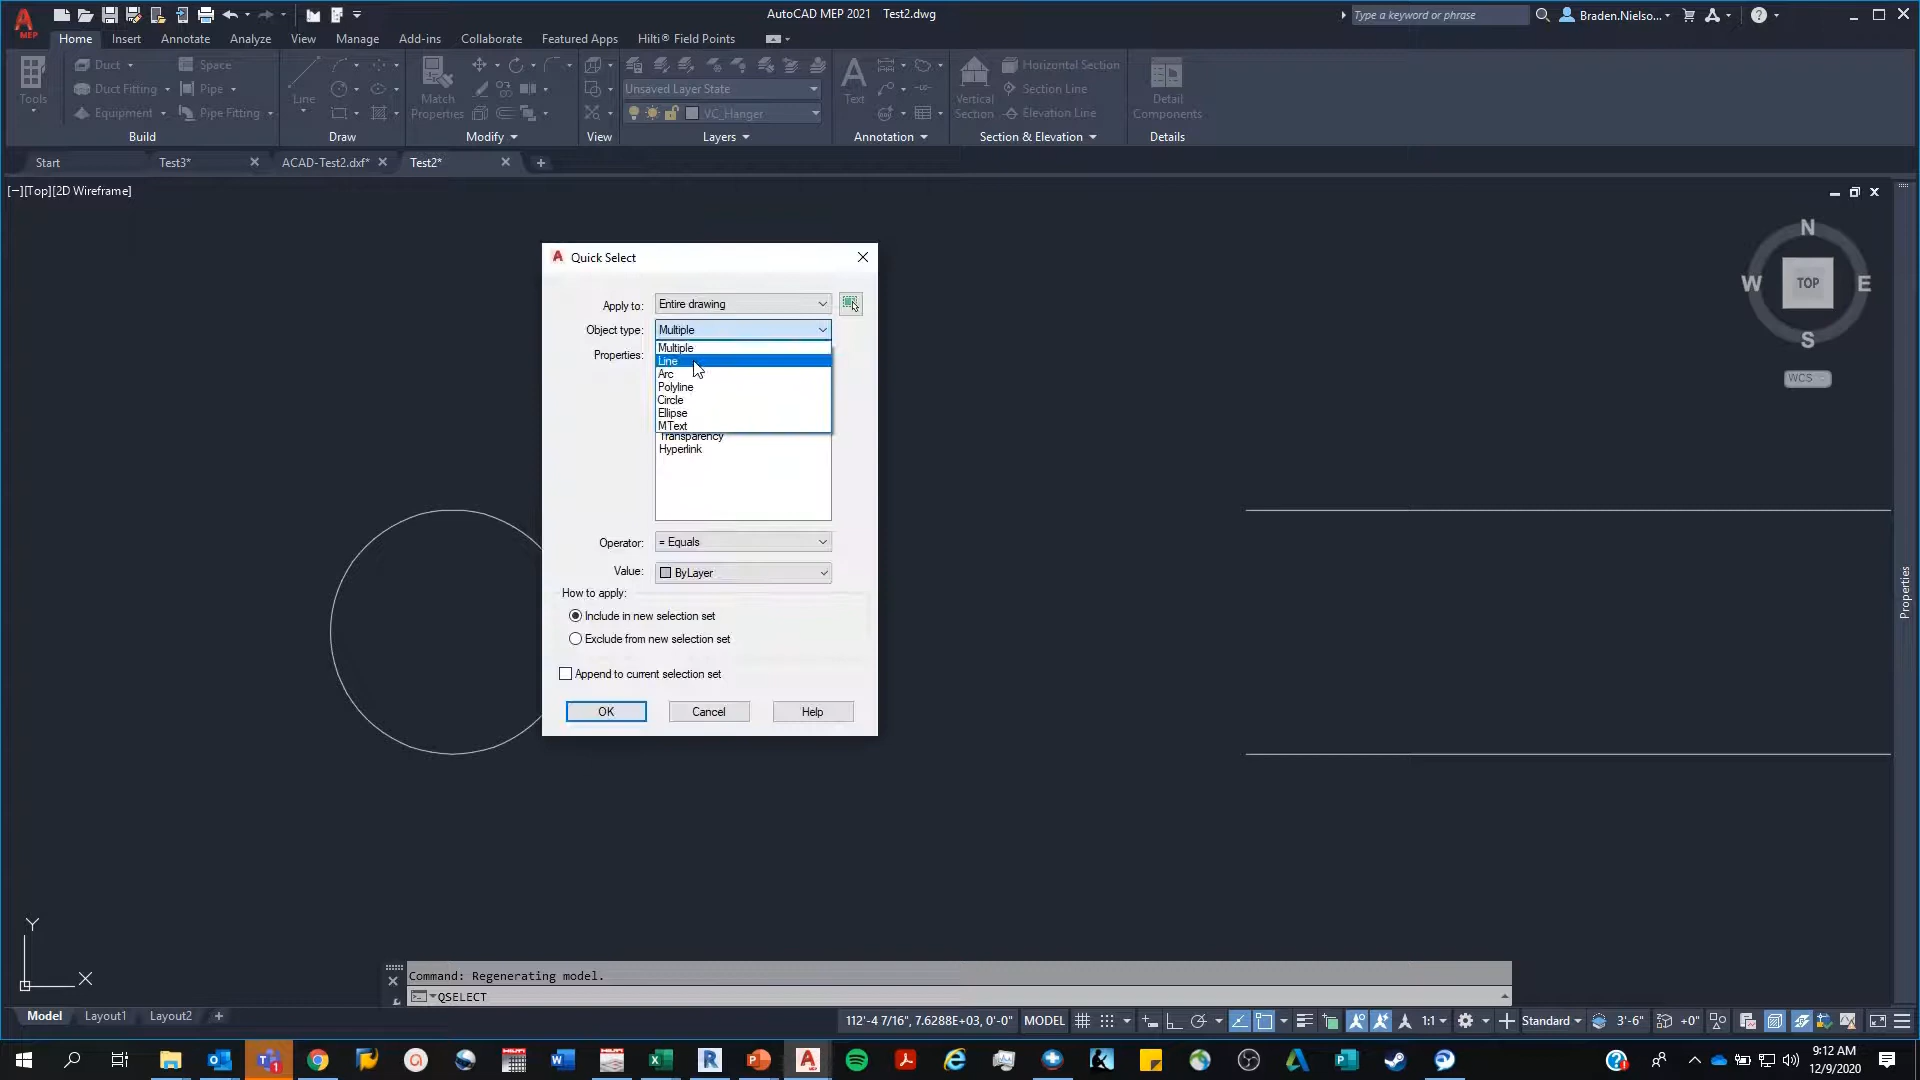 AutoCAD MEP 2021 Test2.dwg
Type a keyword or phrase
Braden.Nielso...
MEP
Home Insert Annotate Analyze View Manage Add-ins Collaborate Featured Apps Hilti® Field Points
Duct Space
Duct Fitting Pipe
Equipment Pipe Fitting
Tools
Line
Match
Properties
Unsaved Layer State
VC_Hanger
Text
Vertical
Section
Horizontal Section
Section Line
Elevation Line
Detail
Components
Build Draw Modify View Layers Annotation Section & Elevation Details
Start Test3* ACAD-Test2.dxf* Test2*
[−][Top][2D Wireframe]
N
W TOP E
S
WCS
Properties
Quick Select
Apply to: Entire drawing
Object type: Multiple
Properties:
Multiple
Line
Arc
Polyline
Circle
Ellipse
MText
Transparency
Hyperlink
Operator: = Equals
Value: ByLayer
How to apply:
Include in new selection set
Exclude from new selection set
Append to current selection set
OK Cancel Help
Y
X
Command: Regenerating model.
QSELECT
Model Layout1 Layout2
112'-4 7/16", 7.6288E+03, 0'-0" MODEL 1:1 Standard 3'-6" +0"
9:12 AM
12/9/2020